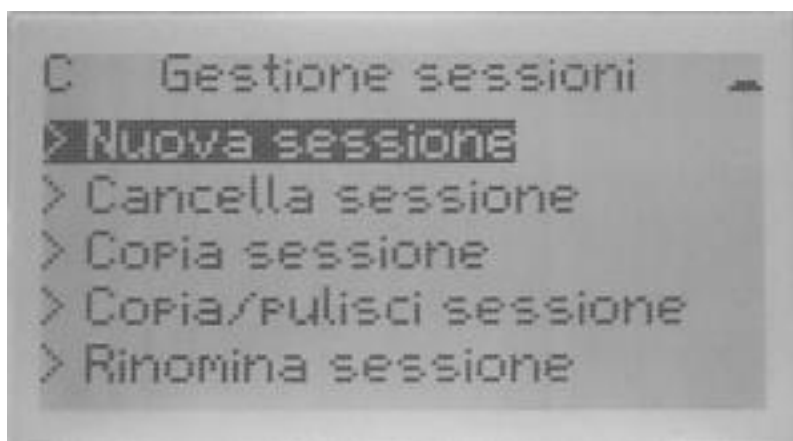 C Gestione sessioni
> Nuova sessione
> Cancella sessione
> Copia sessione
> Copia/pulisci sessione
> Rinomina sessione